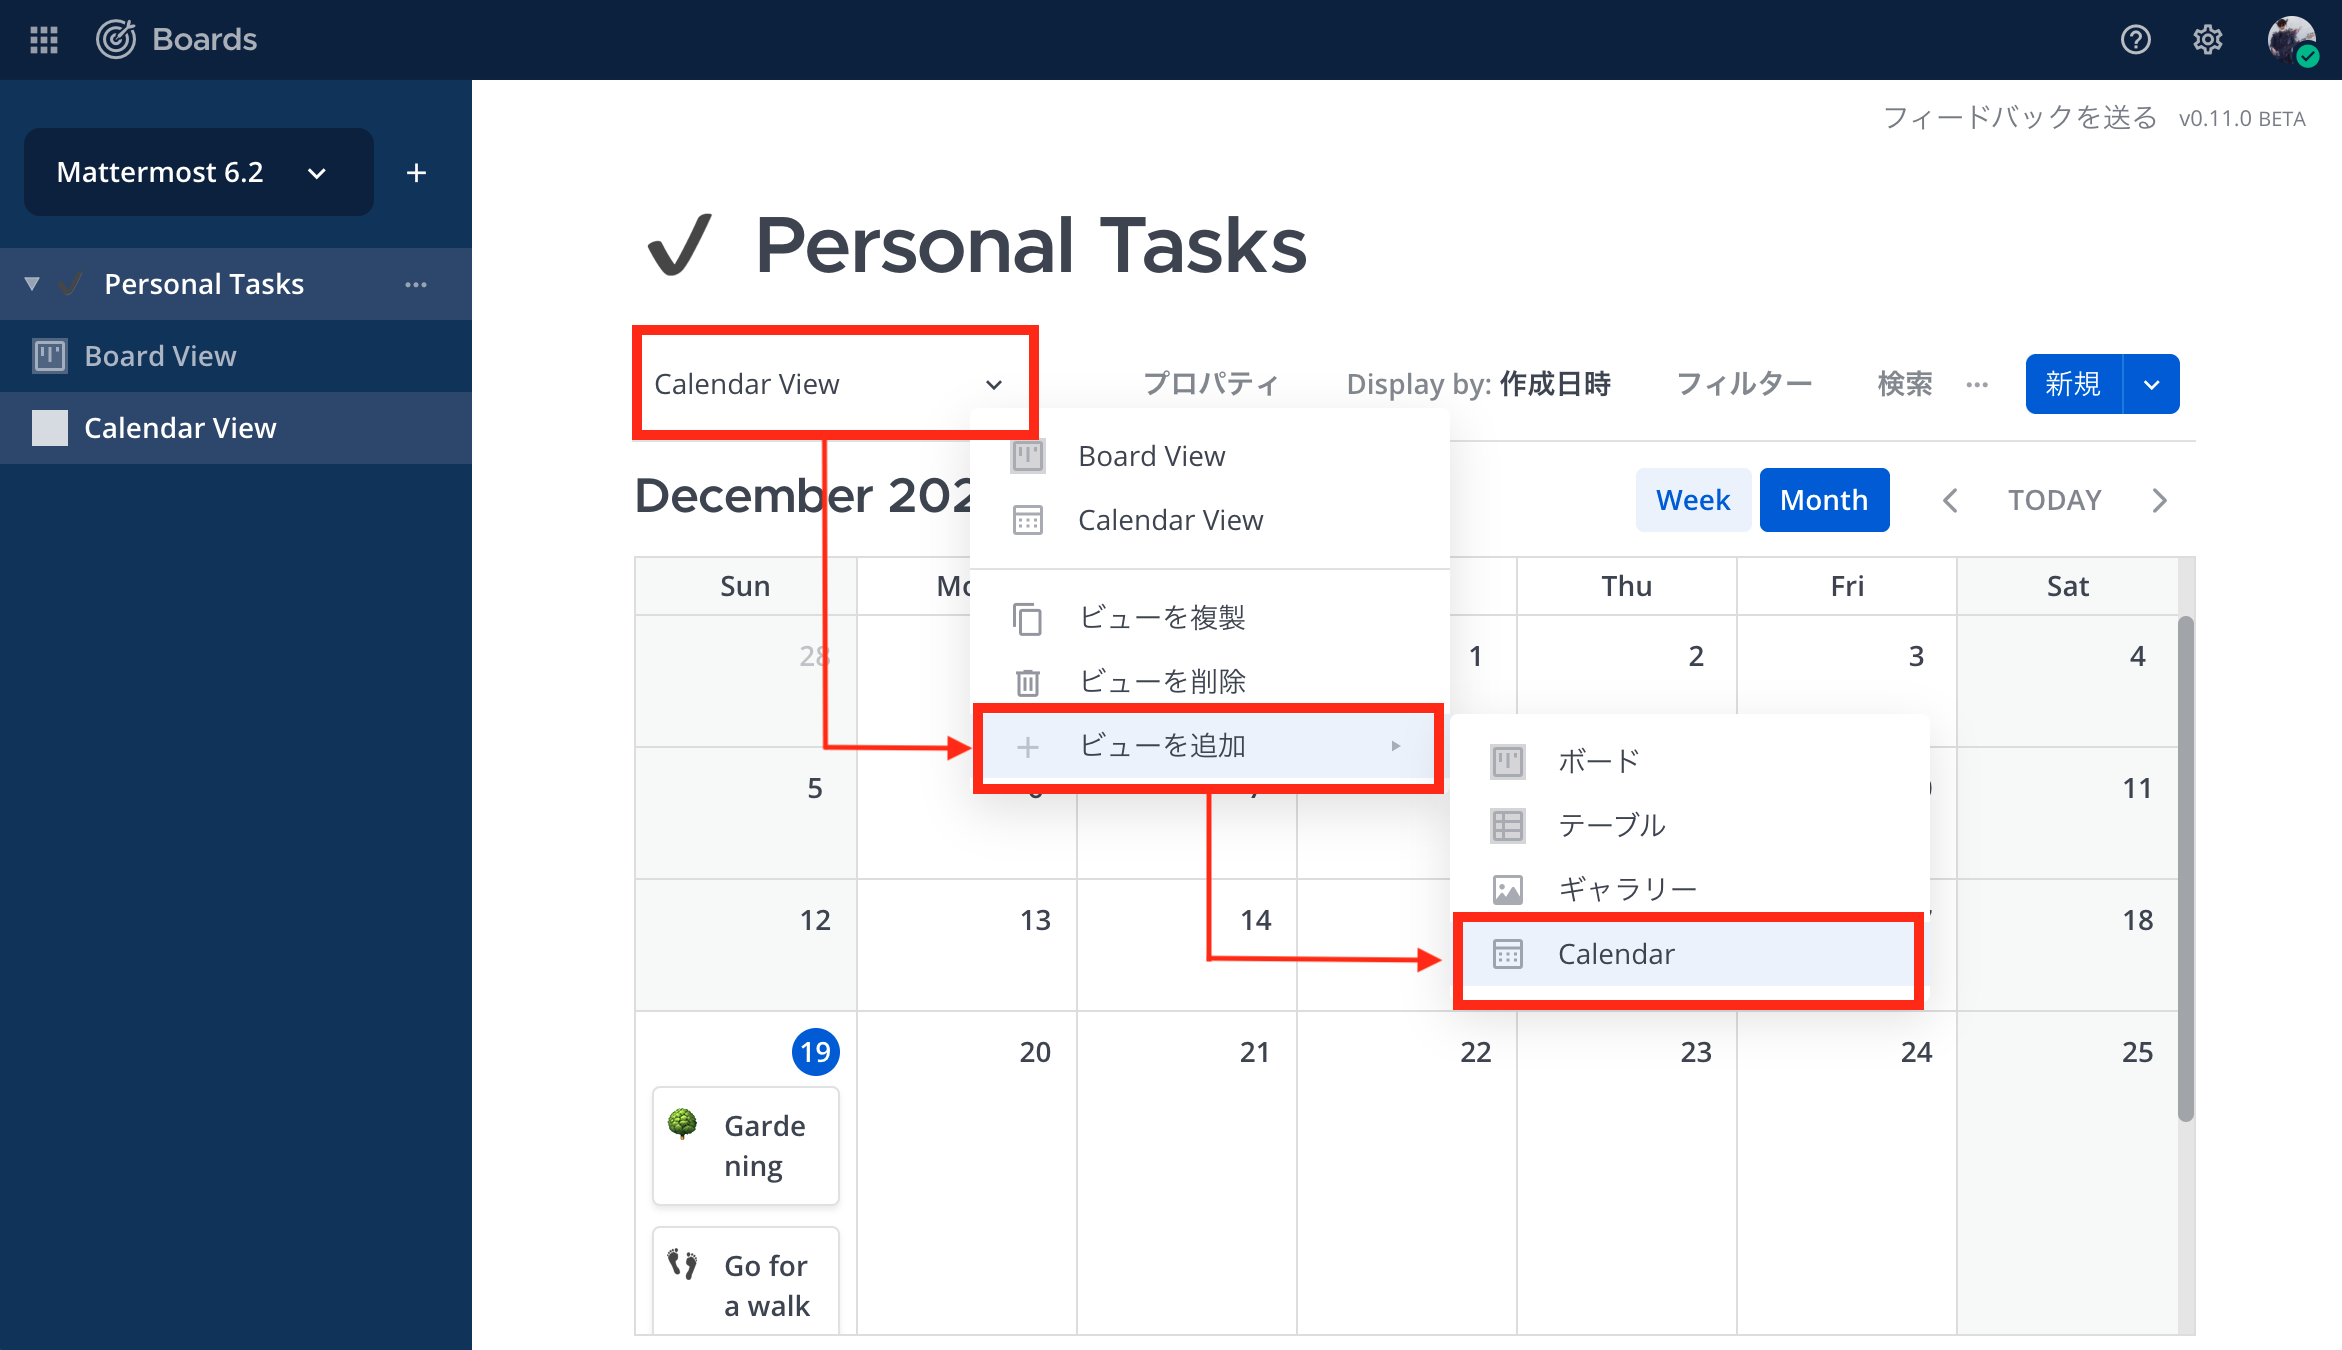 Boards
フィードバックを送る v0.11.0 BETA
Mattermost 6.2
Personal Tasks
Board View
Calendar View
Personal Tasks
Calendar View
プロパティ
Display by: 作成日時
フィルター
検索
新規
Board View
Calendar View
ビューを複製
ビューを削除
ビューを追加
ボード
テーブル
ギャラリー
Calendar
December
Week
Month
TODAY
Sun
Thu
Fri
Sat
28
1
2
3
4
5
11
12
13
14
18
19
20
21
22
23
24
25
Garde
ning
Go for
a walk